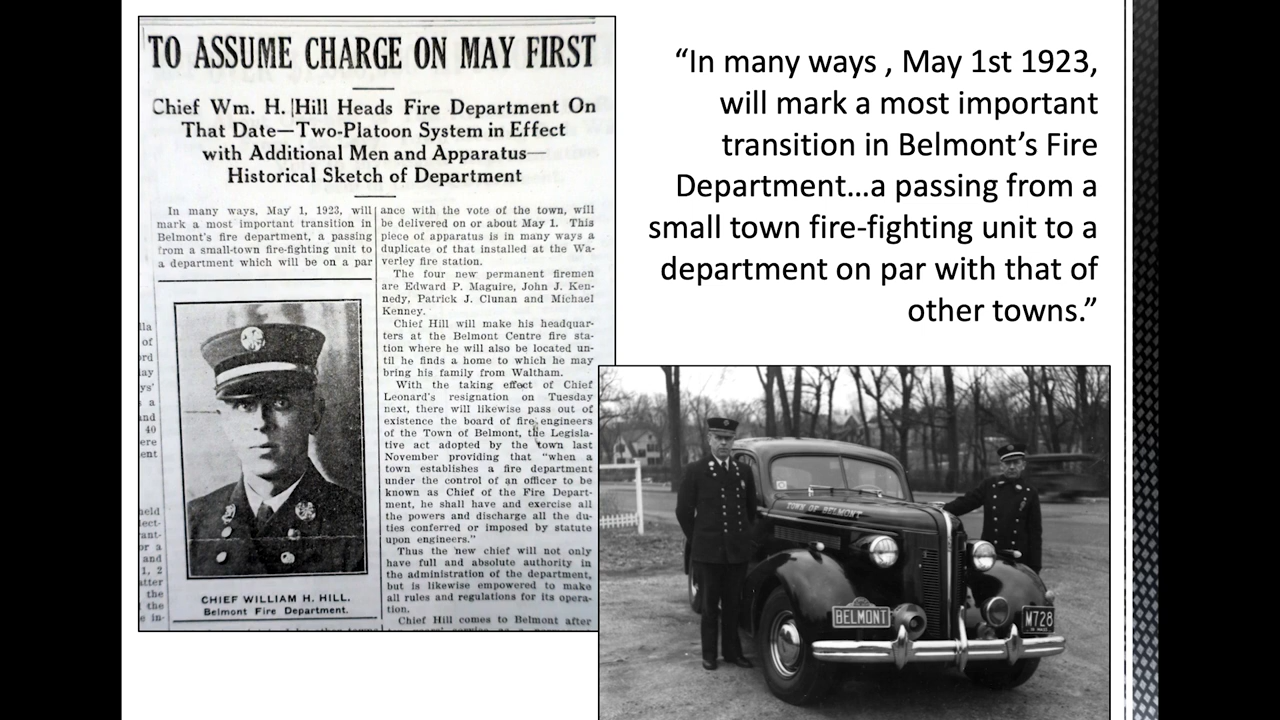 TO ASSUME CHARGE ON MAY FIRST
Chief Wm. H. Hill Heads Fire Department On
That Date—Two-Platoon System in Effect
with Additional Men and Apparatus—
Historical Sketch of Department
In many ways, May 1, 1923, will
mark a most important transition in
Belmont's fire department, a passing
from a small-town fire-fighting unit to
a department which will be on a par
CHIEF WILLIAM H. HILL.
Belmont Fire Department.
ance with the vote of the town, will
be delivered on or about May 1. This
piece of apparatus is in many ways a
duplicate of that installed at the Wa-
verley fire station.
The four new permanent firemen
are Edward P. Maguire, John J. Ken-
nedy, Patrick J. Clunan and Michael
Kenney.
Chief Hill will make his headquar-
ters at the Belmont Centre fire sta-
tion where he will also be located un-
til he finds a home to which he may
bring his family from Waltham.
With the taking effect of Chief
Leonard's resignation on Tuesday
next, there will likewise pass out of
existence the board of fire engineers
of the Town of Belmont, the Legisla-
tive act adopted by the town last
November providing that "when a
town establishes a fire department
under the control of an officer to be
known as Chief of the Fire Depart-
ment, he shall have and exercise all
the powers and discharge all the du-
ties conferred or imposed by statute
upon engineers."
Thus the new chief will not only
have full and absolute authority in
the administration of the department,
but is likewise empowered to make
all rules and regulations for its opera-
tion.
Chief Hill comes to Belmont after
“In many ways , May 1st 1923,
will mark a most important
transition in Belmont’s Fire
Department…a passing from a
small town fire-fighting unit to a
department on par with that of
other towns.”
TOWN OF BELMONT
BELMONT
M728